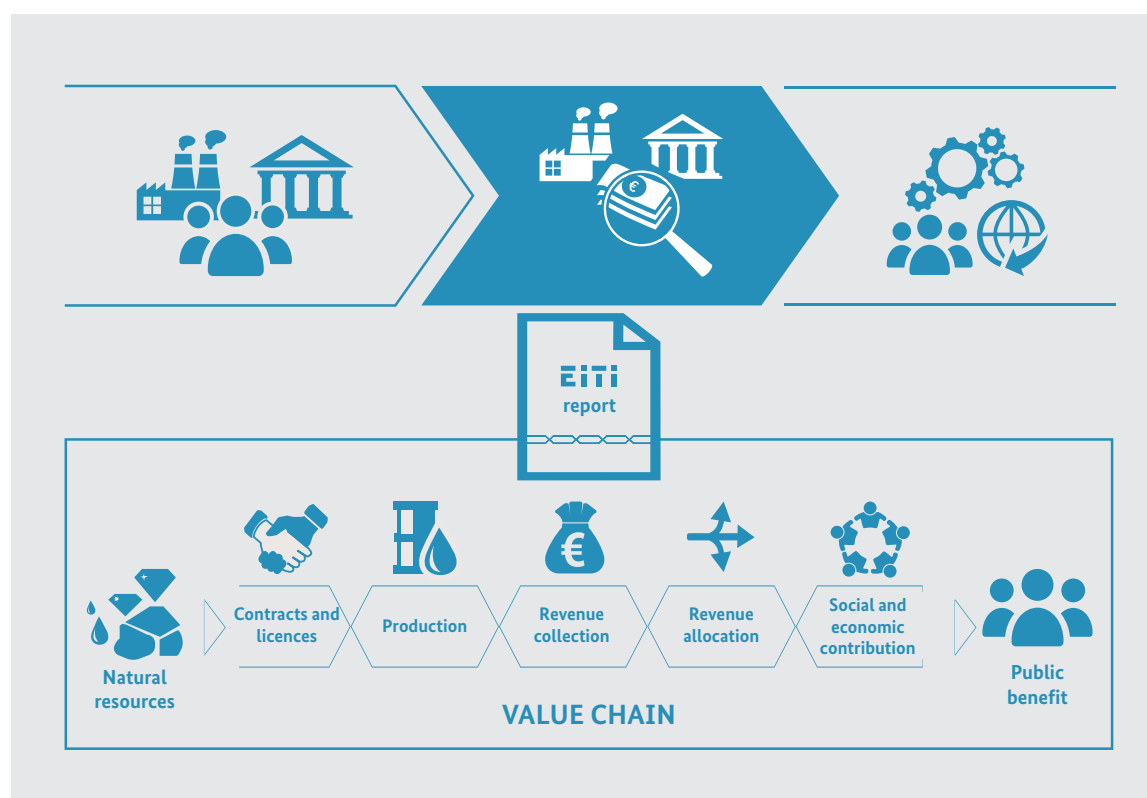 EiTi
report
Contracts and
licences
Production
Revenue
collection
Revenue
allocation
Social and
economic
contribution
Natural
resources
Public
benefit
VALUE CHAIN
€
€